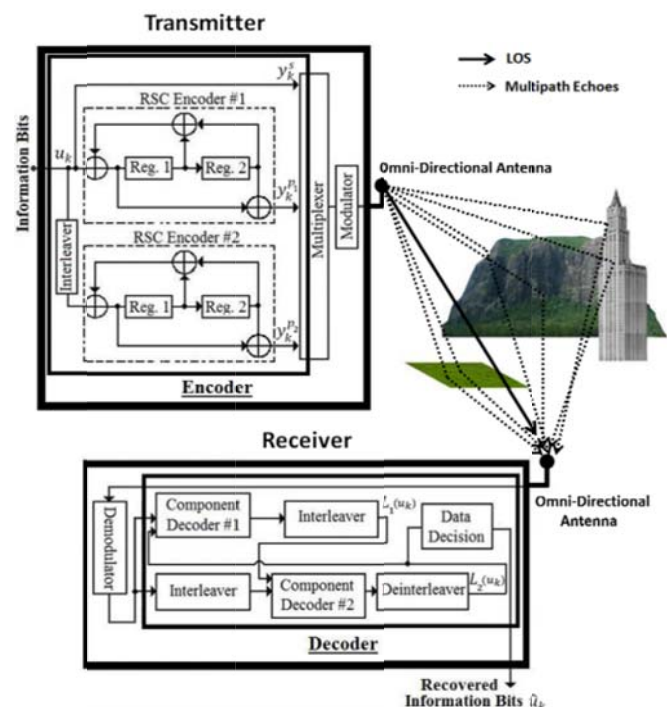 Transmitter
LOS
Multipath Echoes
Information Bits
u_k
Interleaver
RSC Encoder #1
Reg. 1
Reg. 2
RSC Encoder #2
Reg. 1
Reg. 2
y_k^s
y_k^{p_1}
y_k^{p_2}
Multiplexer
Modulator
Encoder
Omni-Directional Antenna
Receiver
Omni-Directional
Antenna
Demodulator
Component
Decoder #1
Interleaver
L_1(u_k)
Data
Decision
Interleaver
Component
Decoder #2
Deinterleaver
L_2(u_k)
Decoder
Recovered
Information Bits û_k